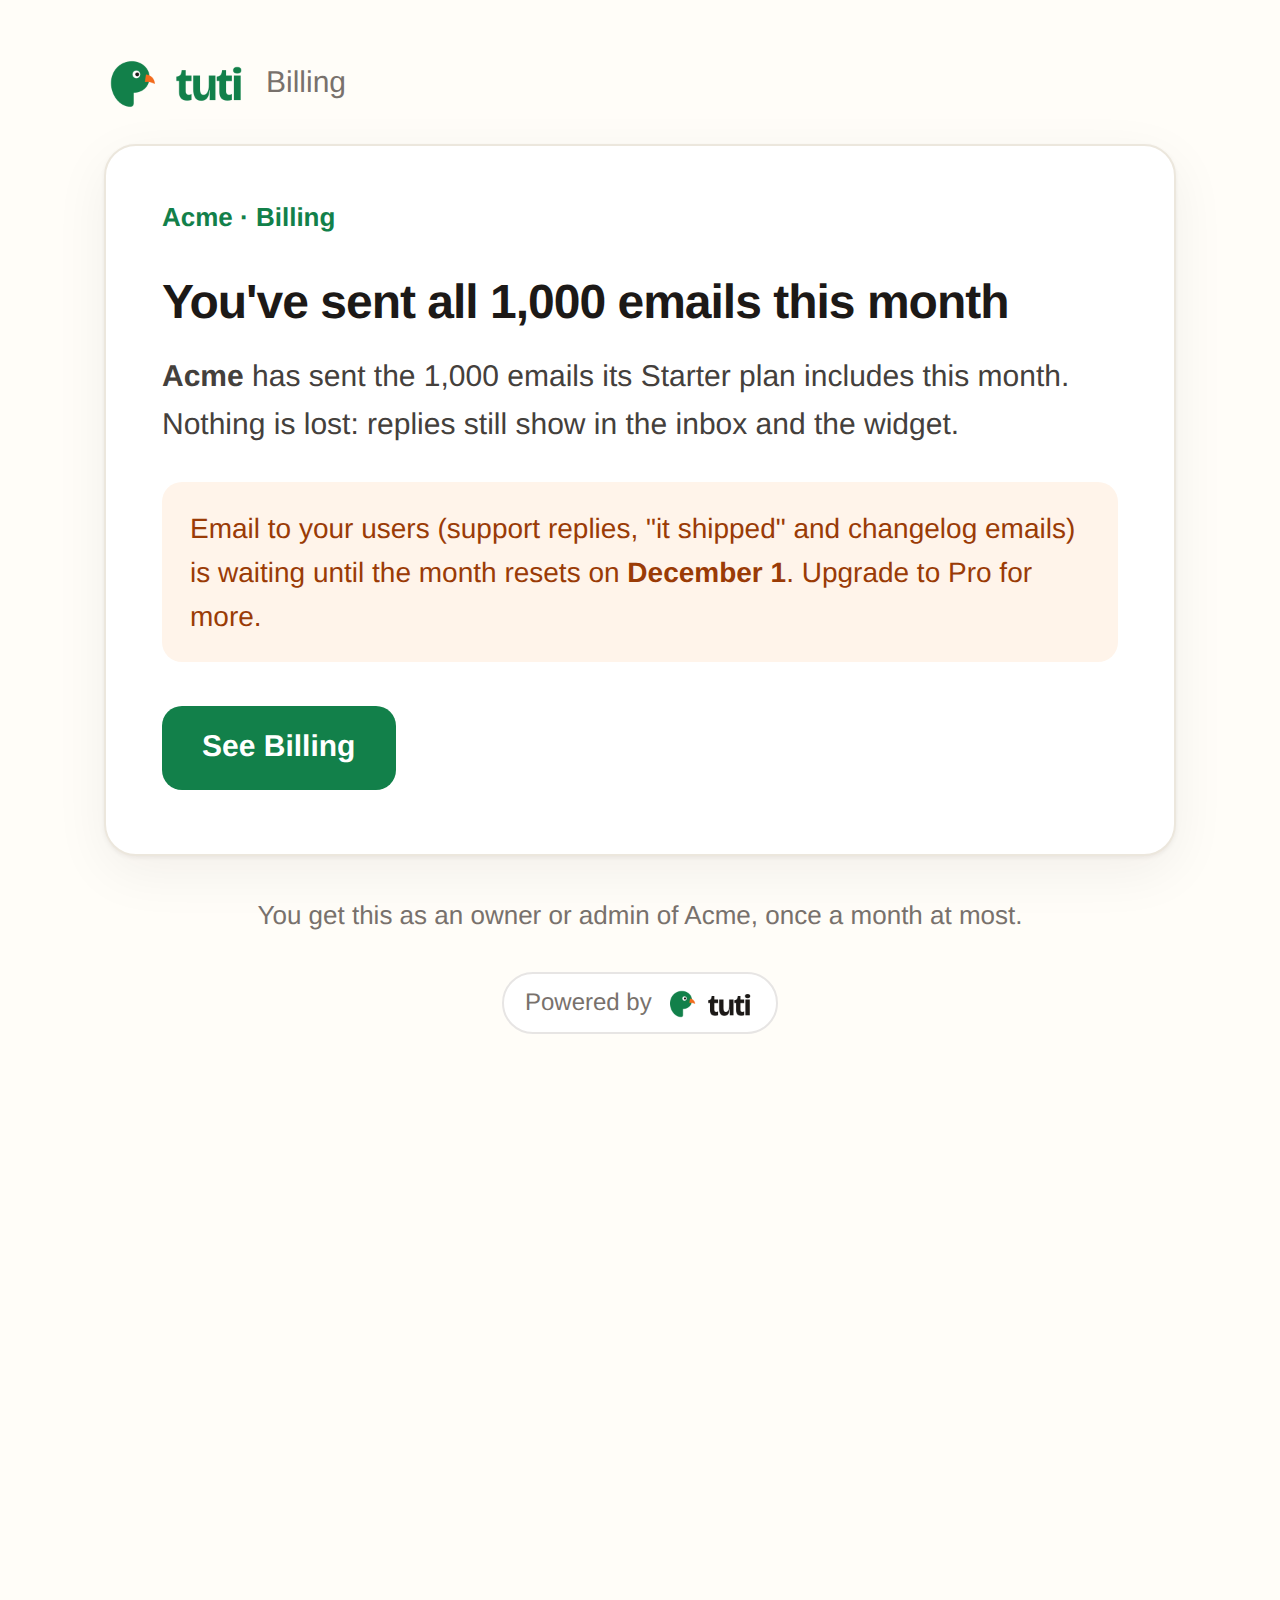 tuti Billing
Acme · Billing
You've sent all 1,000 emails this month
Acme has sent the 1,000 emails its Starter plan includes this month.
Nothing is lost: replies still show in the inbox and the widget.
Email to your users (support replies, "it shipped" and changelog emails)
is waiting until the month resets on December 1. Upgrade to Pro for
more.
See Billing
You get this as an owner or admin of Acme, once a month at most.
Powered by tuti